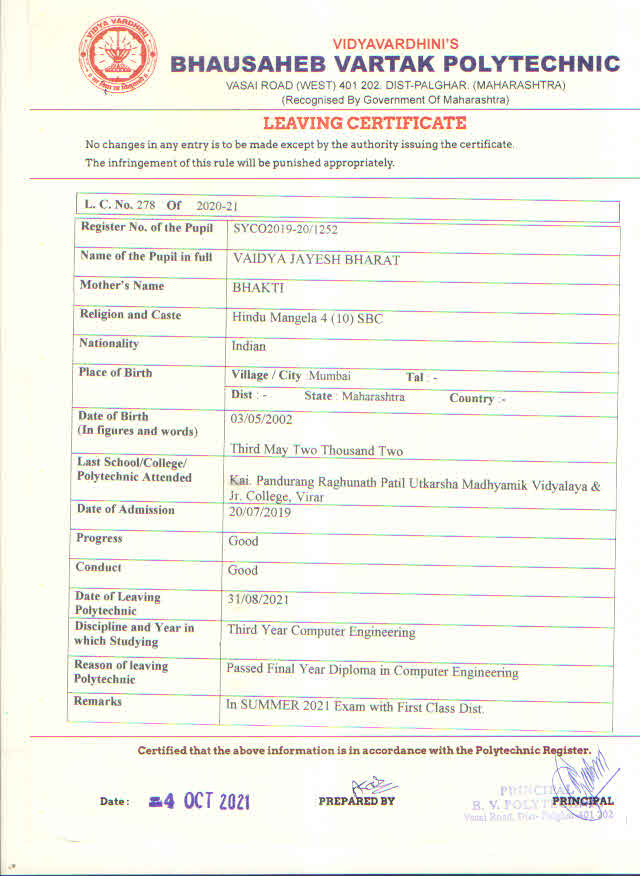 VIDYA VARDHINI
VIDYAVARDHINI'S
BHAUSAHEB VARTAK POLYTECHNIC
VASAI ROAD (WEST) 401 202. DIST-PALGHAR. (MAHARASHTRA)
(Recognised By Government Of Maharashtra)
LEAVING CERTIFICATE
No changes in any entry is to be made except by the authority issuing the certificate.
The infringement of this rule will be punished appropriately.
L. C. No. 278 Of 2020-21
Register No. of the Pupil SYCO2019-20/1252
Name of the Pupil in full VAIDYA JAYESH BHARAT
Mother's Name BHAKTI
Religion and Caste Hindu Mangela 4 (10) SBC
Nationality Indian
Place of Birth Village / City :Mumbai Tal : -
Dist : - State : Maharashtra Country :-
Date of Birth 03/05/2002
(In figures and words)
Third May Two Thousand Two
Last School/College/
Polytechnic Attended Kai. Pandurang Raghunath Patil Utkarsha Madhyamik Vidyalaya &
Jr. College, Virar
Date of Admission 20/07/2019
Progress Good
Conduct Good
Date of Leaving 31/08/2021
Polytechnic
Discipline and Year in Third Year Computer Engineering
which Studying
Reason of leaving Passed Final Year Diploma in Computer Engineering
Polytechnic
Remarks In SUMMER 2021 Exam with First Class Dist.
Certified that the above information is in accordance with the Polytechnic Register.
Date : 4 OCT 2021 PREPARED BY PRINCIPAL
PRINCIPAL
B. V. POLYTECHNIC
Vasai Road, Dist- Palghar 401 202